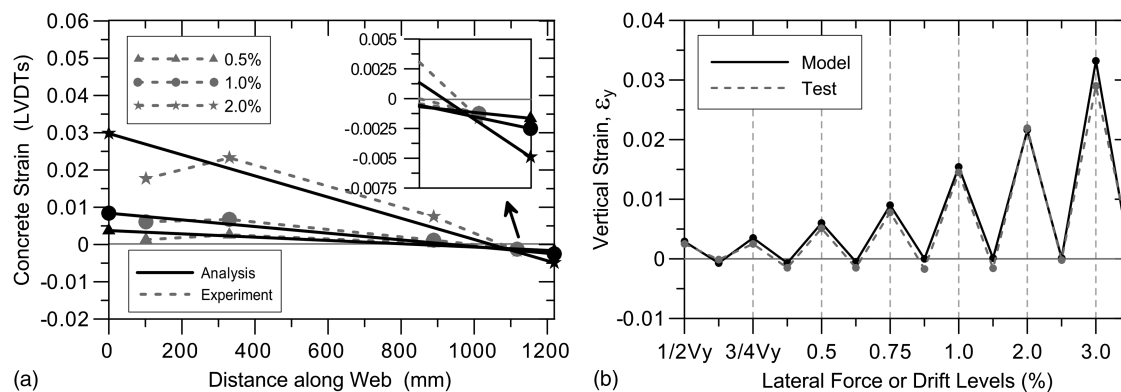 0.06
0.05
0.04
0.03
0.02
0.01
0
-0.01
-0.02
Concrete Strain (LVDTs)
0.5%
1.0%
2.0%
0.005
0.0025
0
-0.0025
-0.005
-0.0075
Analysis
Experiment
0 200 400 600 800 1000 1200
(a) Distance along Web (mm)
0.04
0.03
0.02
0.01
0
-0.01
Vertical Strain, εy
Model
Test
1/2Vy 3/4Vy 0.5 0.75 1.0 2.0 3.0
(b) Lateral Force or Drift Levels (%)